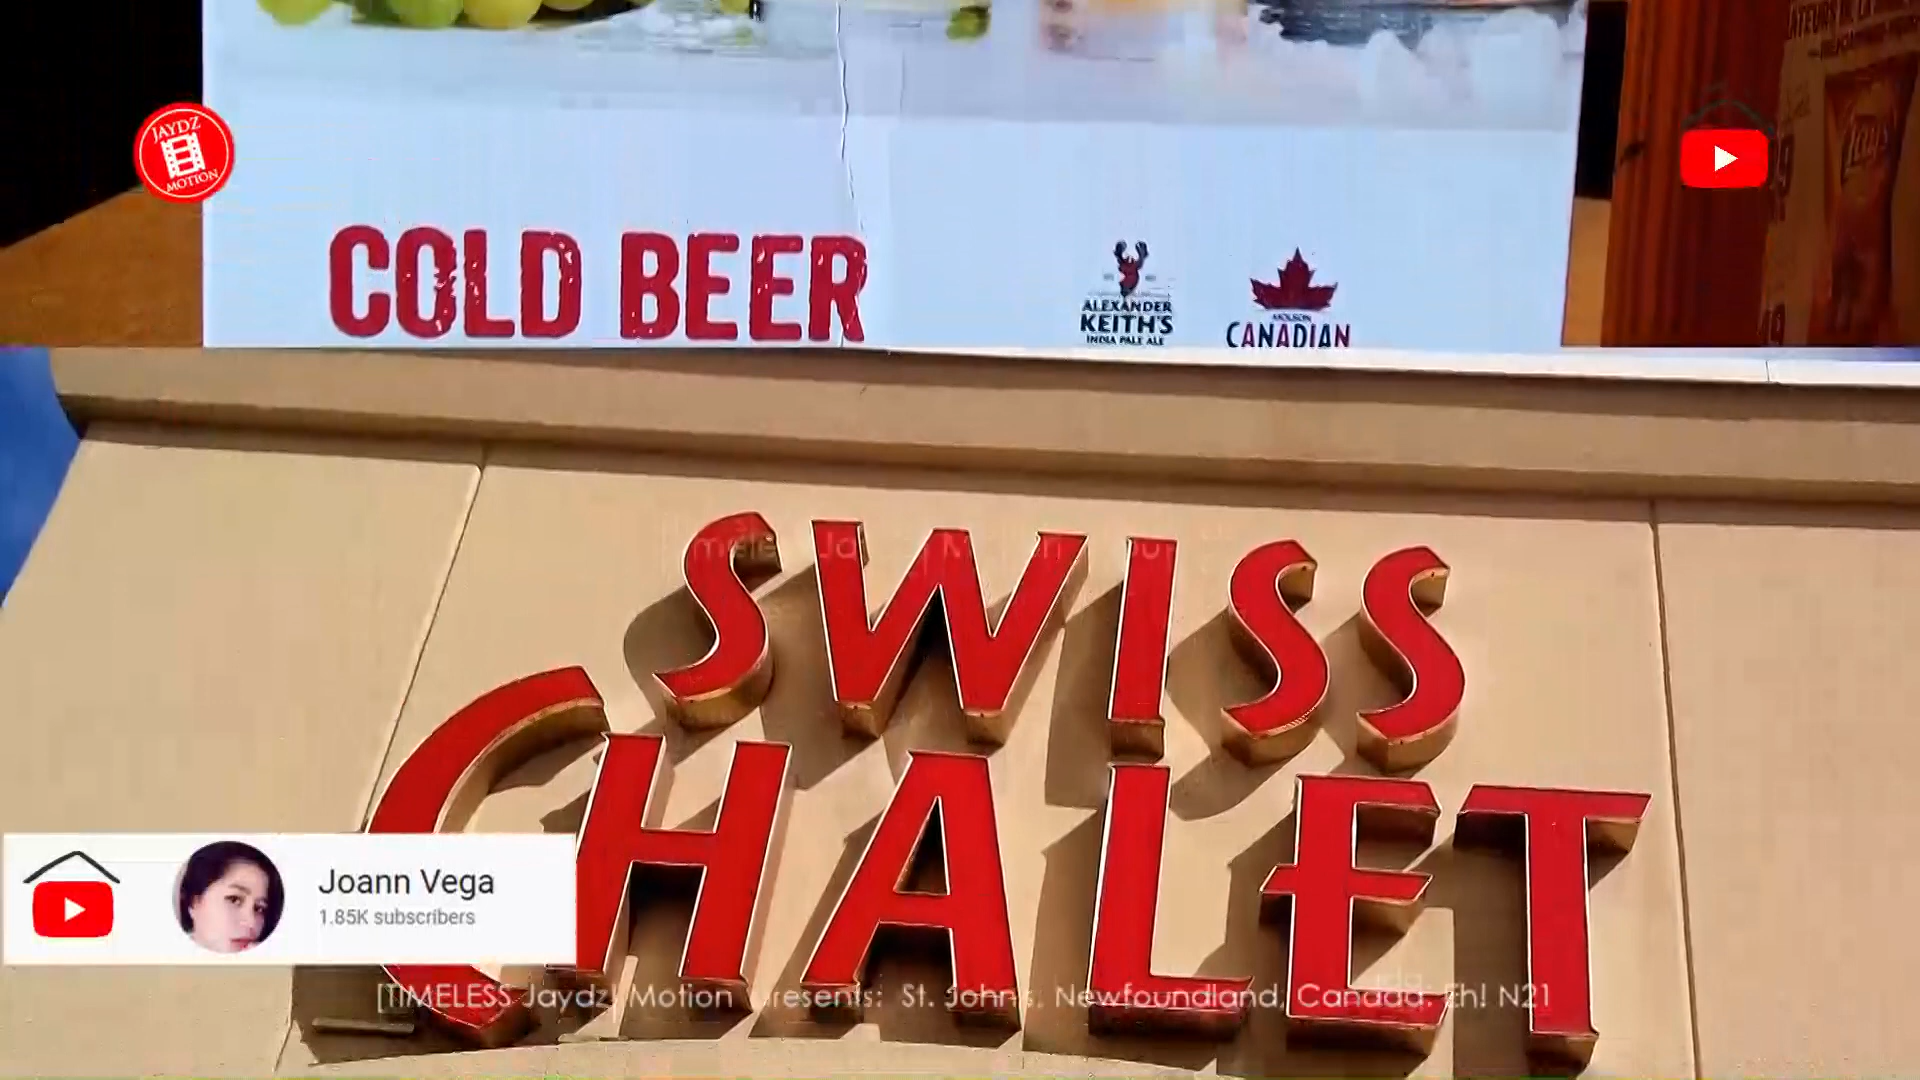 JAYDZ
MOTION
COLD BEER
ALEXANDER
KEITH'S
INDIA PALE ALE
MOLSON
CANADIAN
Lay's
SWISS
CHALET
Joann Vega
1.85K subscribers
[TIMELESS Jaydz] Motion Presents: St. John's, Newfoundland, Canada: Eh! N21